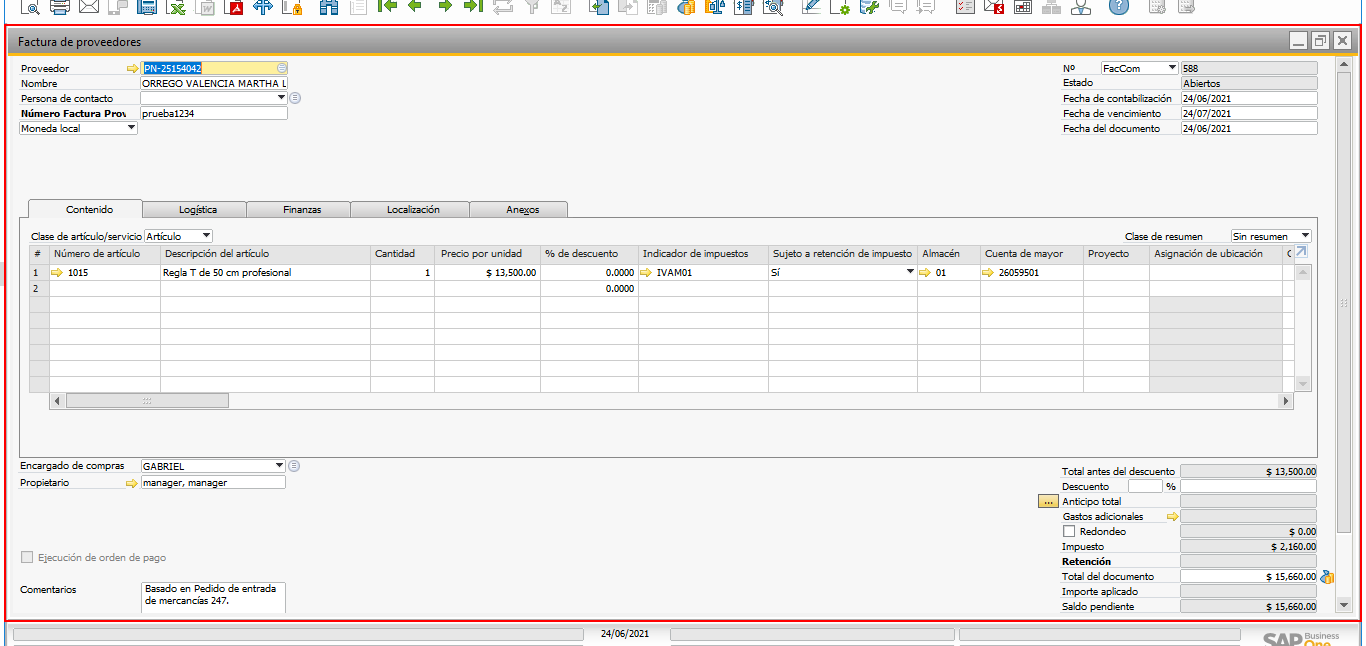 Factura de proveedores
Proveedor PN-25154042
Nombre ORREGO VALENCIA MARTHA L
Persona de contacto
Número Factura Prov prueba1234
Moneda local
Nº FacCom 588
Estado Abiertos
Fecha de contabilización 24/06/2021
Fecha de vencimiento 24/07/2021
Fecha del documento 24/06/2021
Contenido Logística Finanzas Localización Anexos
Clase de artículo/servicio Artículo Clase de resumen Sin resumen
# Número de artículo Descripción del artículo Cantidad Precio por unidad % de descuento Indicador de impuestos Sujeto a retención de impuesto Almacén Cuenta de mayor Proyecto Asignación de ubicación
1 1015 Regla T de 50 cm profesional 1 $ 13,500.00 0.0000 IVAM01 Sí 01 26059501
2 0.0000
Encargado de compras GABRIEL
Propietario manager, manager
Ejecución de orden de pago
Comentarios Basado en Pedido de entrada
de mercancías 247.
Total antes del descuento $ 13,500.00
Descuento %
... Anticipo total
Gastos adicionales
Redondeo $ 0.00
Impuesto $ 2,160.00
Retención
Total del documento $ 15,660.00
Importe aplicado
Saldo pendiente $ 15,660.00
24/06/2021
SAP Business
One